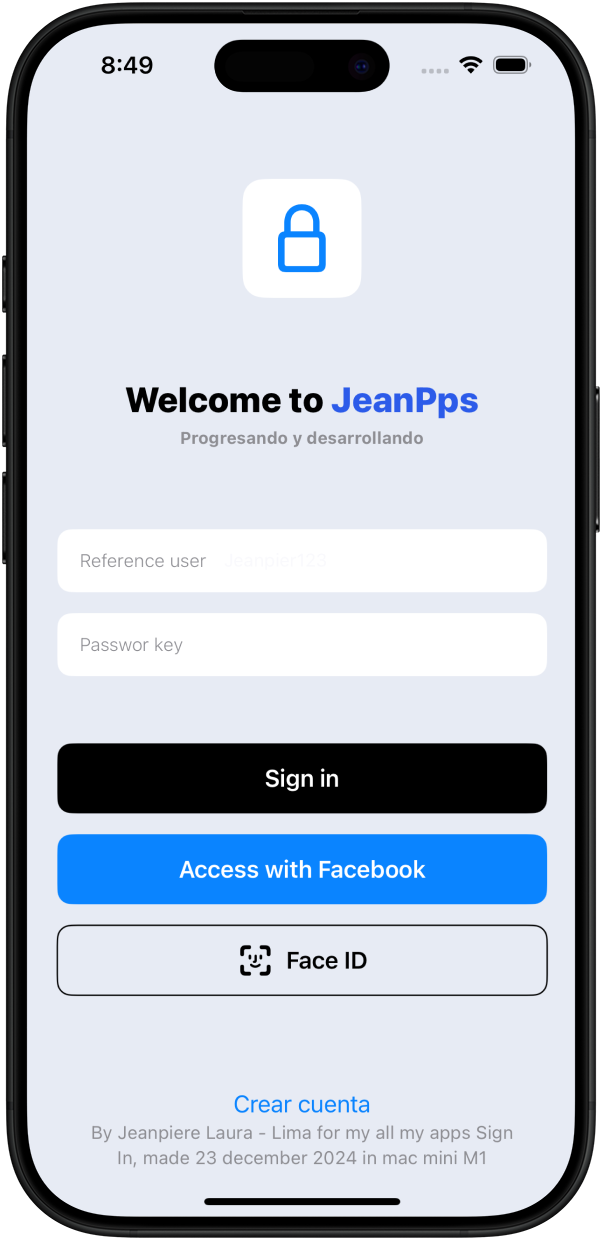 8:49
Welcome to JeanPps
Progresando y desarrollando
Reference user Jeanpier123
Passwor key
Sign in
Access with Facebook
Face ID
Crear cuenta
By Jeanpiere Laura - Lima for my all my apps Sign
In, made 23 december 2024 in mac mini M1